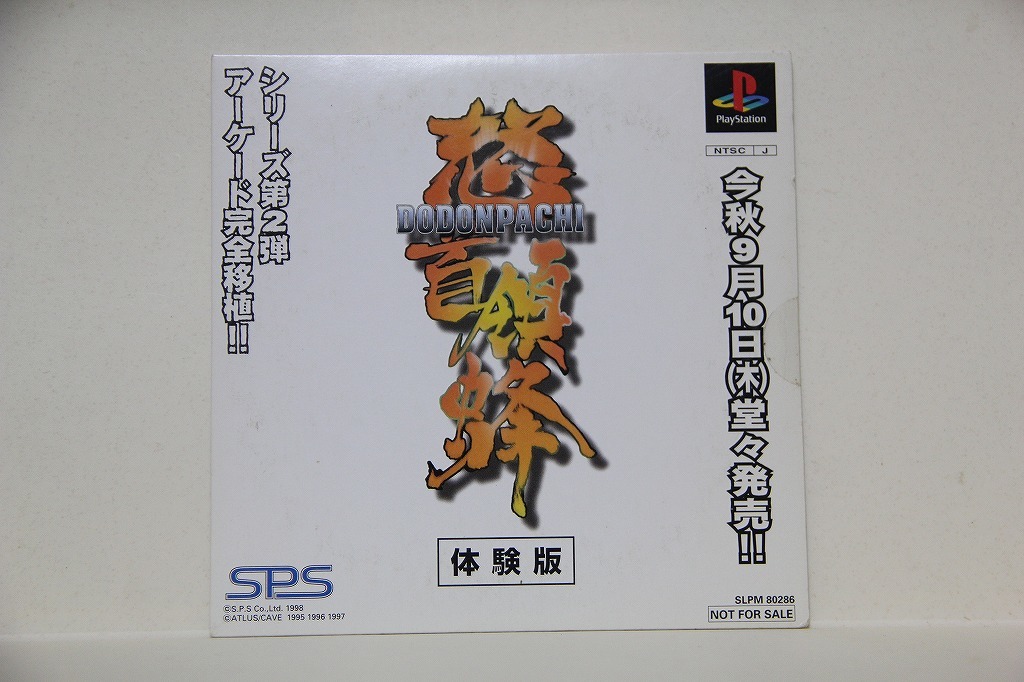 シリーズ第2弾
アーケード完全移植!!
怒首領蜂
DODONPACHI
体験版
PlayStation
NTSC J
今秋9月10日(木)堂々発売!!
SPS
©S.P.S Co.,Ltd. 1998
©ATLUS/CAVE 1995 1996 1997
SLPM 80286
NOT FOR SALE